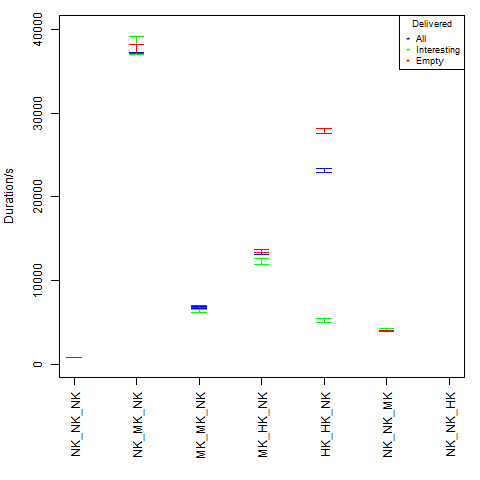 Delivered
All
Interesting
Empty
Duration/s
40000
30000
20000
10000
0
NK_NK_NK
NK_MK_NK
MK_MK_NK
MK_HK_NK
HK_HK_NK
NK_NK_MK
NK_NK_HK